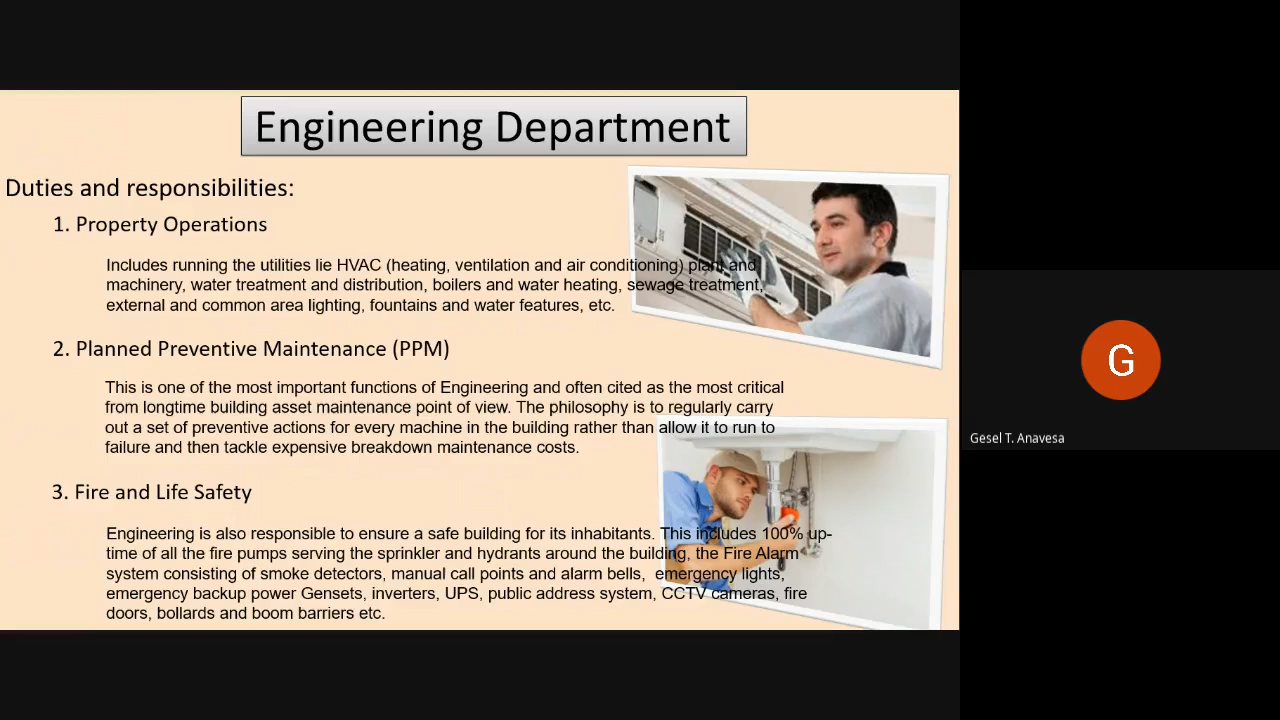 Engineering Department
Duties and responsibilities:
1. Property Operations
Includes running the utilities lie HVAC (heating, ventilation and air conditioning) plant and
machinery, water treatment and distribution, boilers and water heating, sewage treatment,
external and common area lighting, fountains and water features, etc.
2. Planned Preventive Maintenance (PPM)
This is one of the most important functions of Engineering and often cited as the most critical
from longtime building asset maintenance point of view. The philosophy is to regularly carry
out a set of preventive actions for every machine in the building rather than allow it to run to
failure and then tackle expensive breakdown maintenance costs.
3. Fire and Life Safety
Engineering is also responsible to ensure a safe building for its inhabitants. This includes 100% up-
time of all the fire pumps serving the sprinkler and hydrants around the building, the Fire Alarm
system consisting of smoke detectors, manual call points and alarm bells, emergency lights,
emergency backup power Gensets, inverters, UPS, public address system, CCTV cameras, fire
doors, bollards and boom barriers etc.
G
Gesel T. Anavesa